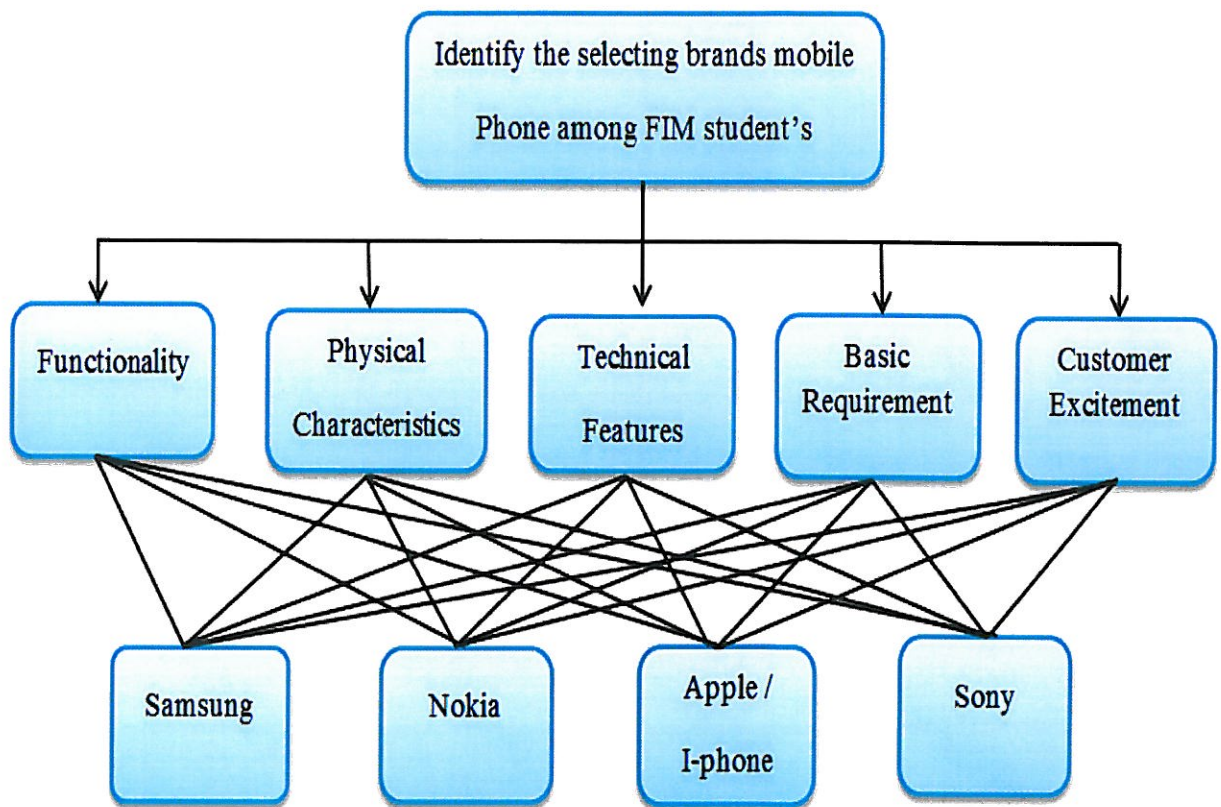 Identify the selecting brands mobile
Phone among FIM student’s
Functionality
Physical
Characteristics
Technical
Features
Basic
Requirement
Customer
Excitement
Samsung
Nokia
Apple /
I-phone
Sony